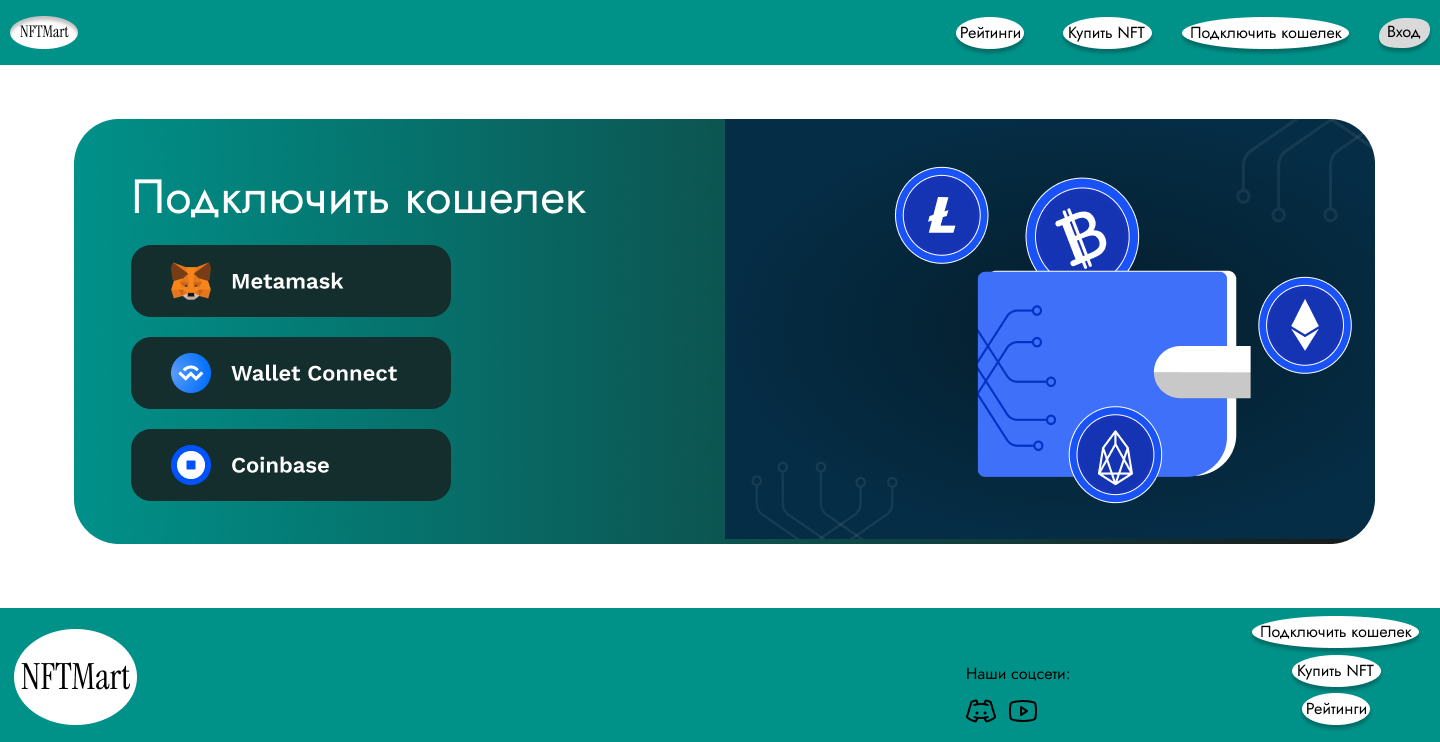 NFTMart
Рейтинги
Купить NFT
Подключить кошелек
Вход
Подключить кошелек
Metamask
Wallet Connect
Coinbase
NFTMart
Наши соцсети:
Подключить кошелек
Купить NFT
Рейтинги